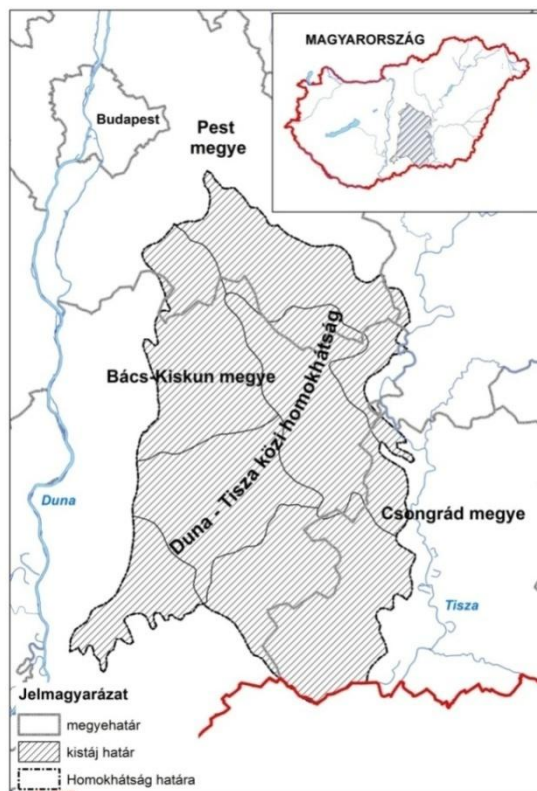 MAGYARORSZÁG
Budapest
Pest
megye
Bács-Kiskun megye
Duna - Tisza közi homokhátság
Duna
Csongrád megye
Tisza
Jelmagyarázat
megyehatár
kistáj határ
Homokhátság határa